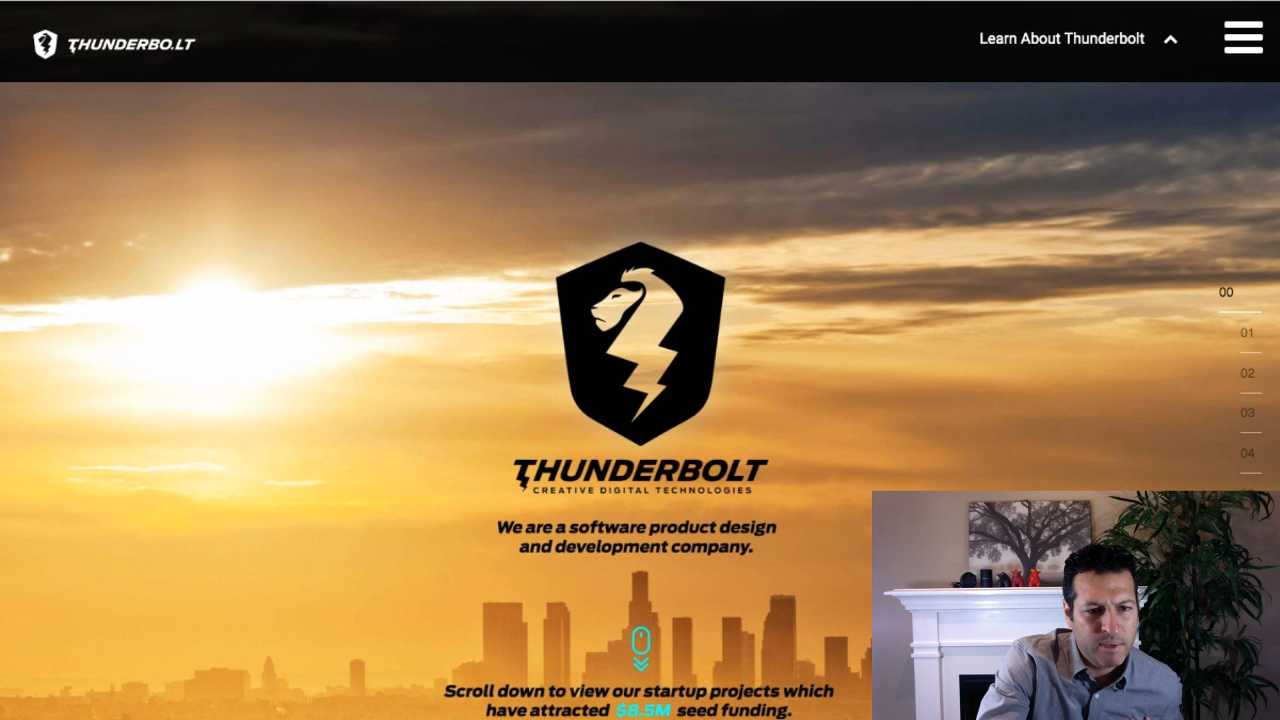 THUNDERBO.LT
Learn About Thunderbolt
00
01
02
03
04
THUNDERBOLT
CREATIVE DIGITAL TECHNOLOGIES
We are a software product design
and development company.
Scroll down to view our startup projects which
have attracted $8.5M seed funding.